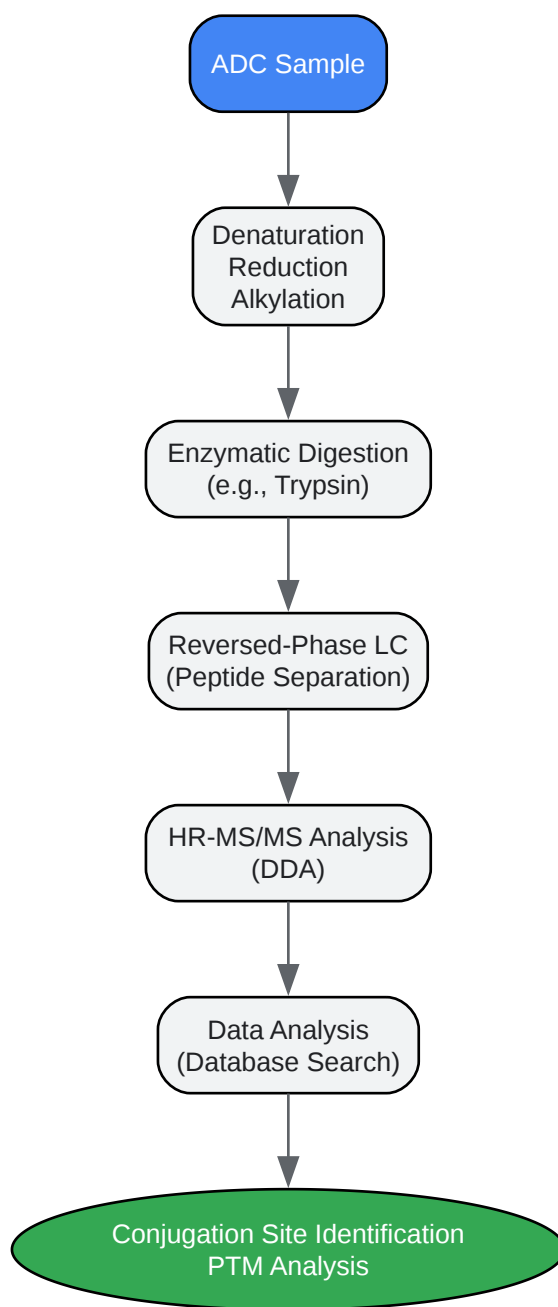 ADC Sample
Denaturation
Reduction
Alkylation
Enzymatic Digestion
(e.g., Trypsin)
Reversed-Phase LC
(Peptide Separation)
HR-MS/MS Analysis
(DDA)
Data Analysis
(Database Search)
Conjugation Site Identification
PTM Analysis